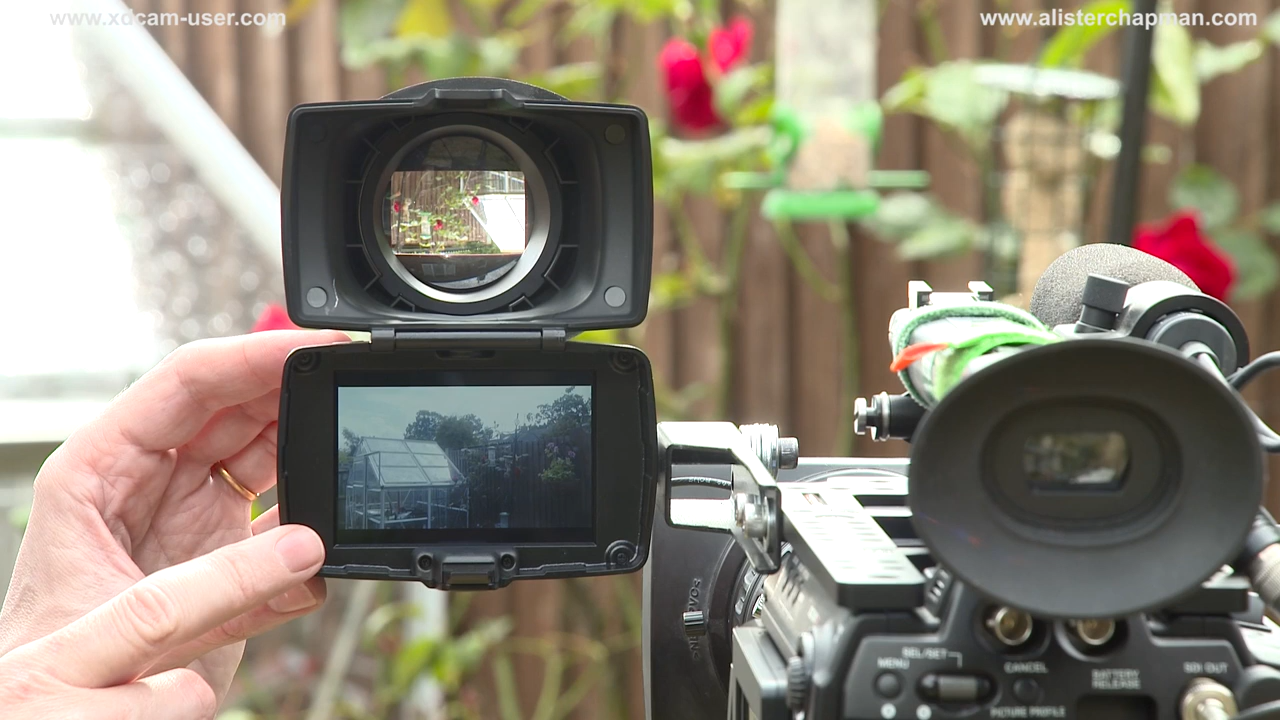 www.xdcam-user.com
www.alisterchapman.com
SEL/SET
MENU
CANCEL
BATTERY
RELEASE
SDI OUT
PICTURE PROFILE